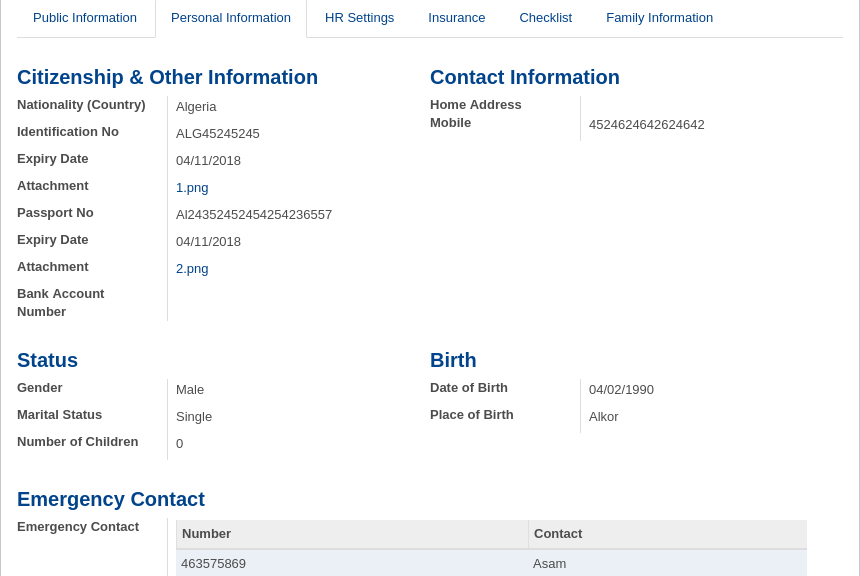 Public Information Personal Information HR Settings Insurance Checklist Family Information
Citizenship & Other Information
Nationality (Country) Algeria
Identification No ALG45245245
Expiry Date 04/11/2018
Attachment 1.png
Passport No Al24352452454254236557
Expiry Date 04/11/2018
Attachment 2.png
Bank Account
Number
Contact Information
Home Address
Mobile 4524624642624642
Status
Gender Male
Marital Status Single
Number of Children 0
Birth
Date of Birth 04/02/1990
Place of Birth Alkor
Emergency Contact
Emergency Contact Number Contact
463575869 Asam